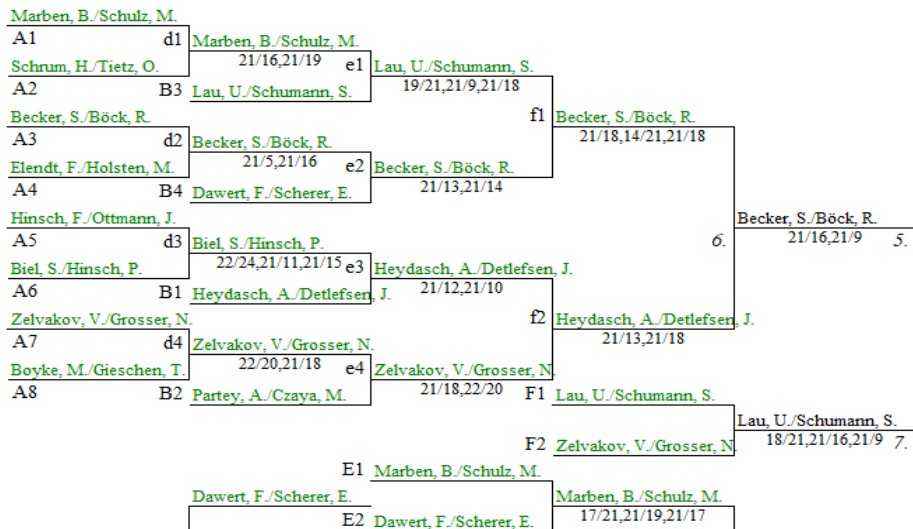 Marben, B./Schulz, M.
A1 d1 Marben, B./Schulz, M.
Schrum, H./Tietz, O. 21/16,21/19 e1 Lau, U./Schumann, S.
A2 B3 Lau, U./Schumann, S. 19/21,21/9,21/18
Becker, S./Böck, R. f1 Becker, S./Böck, R.
A3 d2 Becker, S./Böck, R. 21/18,14/21,21/18
Elendt, F./Holsten, M. 21/5,21/16 e2 Becker, S./Böck, R.
A4 B4 Dawert, F./Scherer, E. 21/13,21/14
Hinsch, F./Ottmann, J. Becker, S./Böck, R.
A5 d3 Biel, S./Hinsch, P. 6. 21/16,21/9 5.
Biel, S./Hinsch, P. 22/24,21/11,21/15 e3 Heydasch, A./Detlefsen, J.
A6 B1 Heydasch, A./Detlefsen, J. 21/12,21/10
Zelvakov, V./Grosser, N. f2 Heydasch, A./Detlefsen, J.
A7 d4 Zelvakov, V./Grosser, N. 21/13,21/18
Boyke, M./Gieschen, T. 22/20,21/18 e4 Zelvakov, V./Grosser, N.
A8 B2 Partey, A./Czaya, M. 21/18,22/20 F1 Lau, U./Schumann, S.
Lau, U./Schumann, S.
F2 Zelvakov, V./Grosser, N. 18/21,21/16,21/9 7.
E1 Marben, B./Schulz, M.
Dawert, F./Scherer, E. Marben, B./Schulz, M.
E2 Dawert, F./Scherer, E. 17/21,21/19,21/17